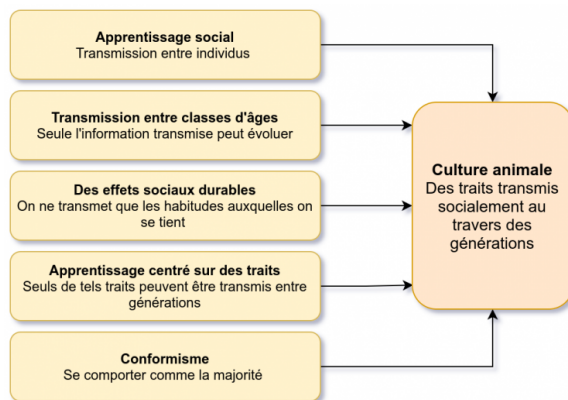 Apprentissage social
Transmission entre individus
Transmission entre classes d'âges
Seule l'information transmise peut évoluer
Des effets sociaux durables
On ne transmet que les habitudes auxquelles on
se tient
Apprentissage centré sur des traits
Seuls de tels traits peuvent être transmis entre
générations
Conformisme
Se comporter comme la majorité
Culture animale
Des traits transmis
socialement au
travers des
générations